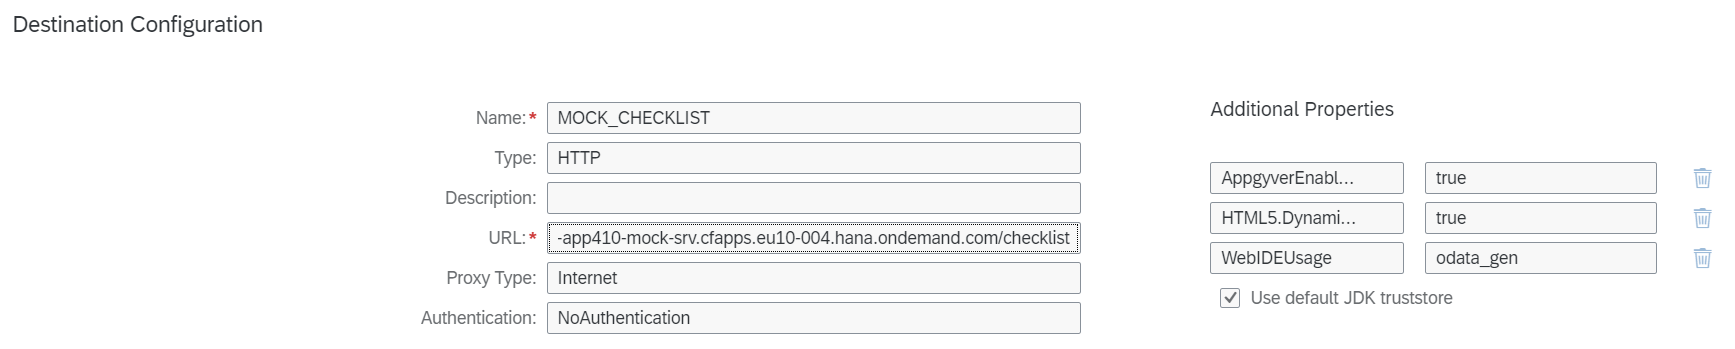 Destination Configuration
Name:* MOCK_CHECKLIST
Type: HTTP
Description:
URL:* -app410-mock-srv.cfapps.eu10-004.hana.ondemand.com/checklist
Proxy Type: Internet
Authentication: NoAuthentication
Additional Properties
AppgyverEnabl... true
HTML5.Dynami... true
WebIDEUsage odata_gen
Use default JDK truststore